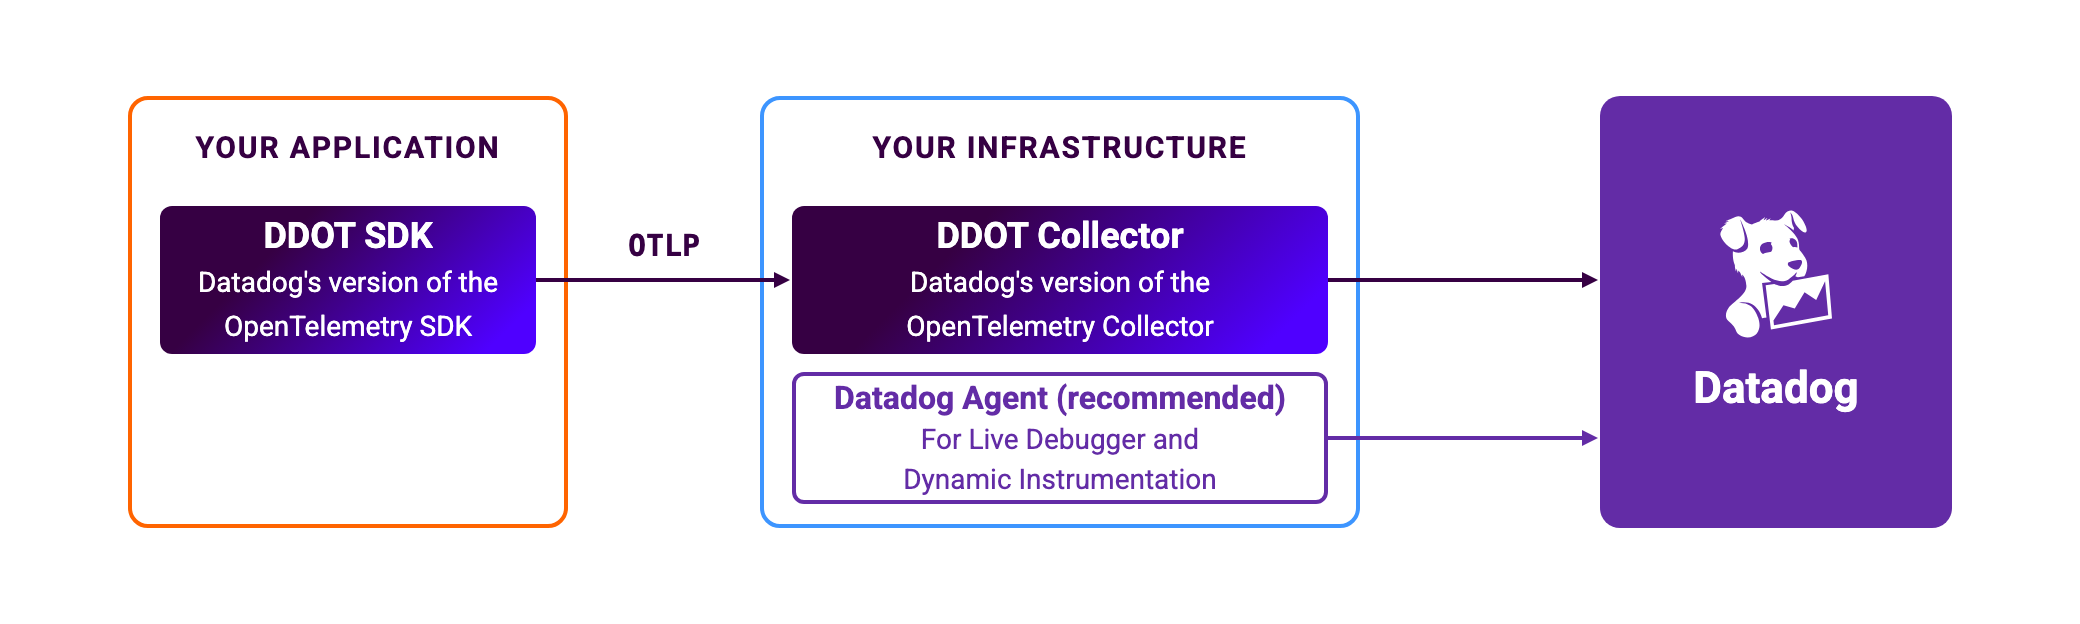 YOUR APPLICATION
DDOT SDK
Datadog's version of the
OpenTelemetry SDK
OTLP
YOUR INFRASTRUCTURE
DDOT Collector
Datadog's version of the
OpenTelemetry Collector
Datadog Agent (recommended)
For Live Debugger and
Dynamic Instrumentation
Datadog